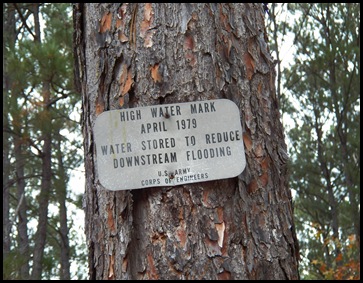 HIGH WATER MARK
APRIL 1979
WATER STORED TO REDUCE
DOWNSTREAM FLOODING
U.S. ARMY
CORPS OF ENGINEERS